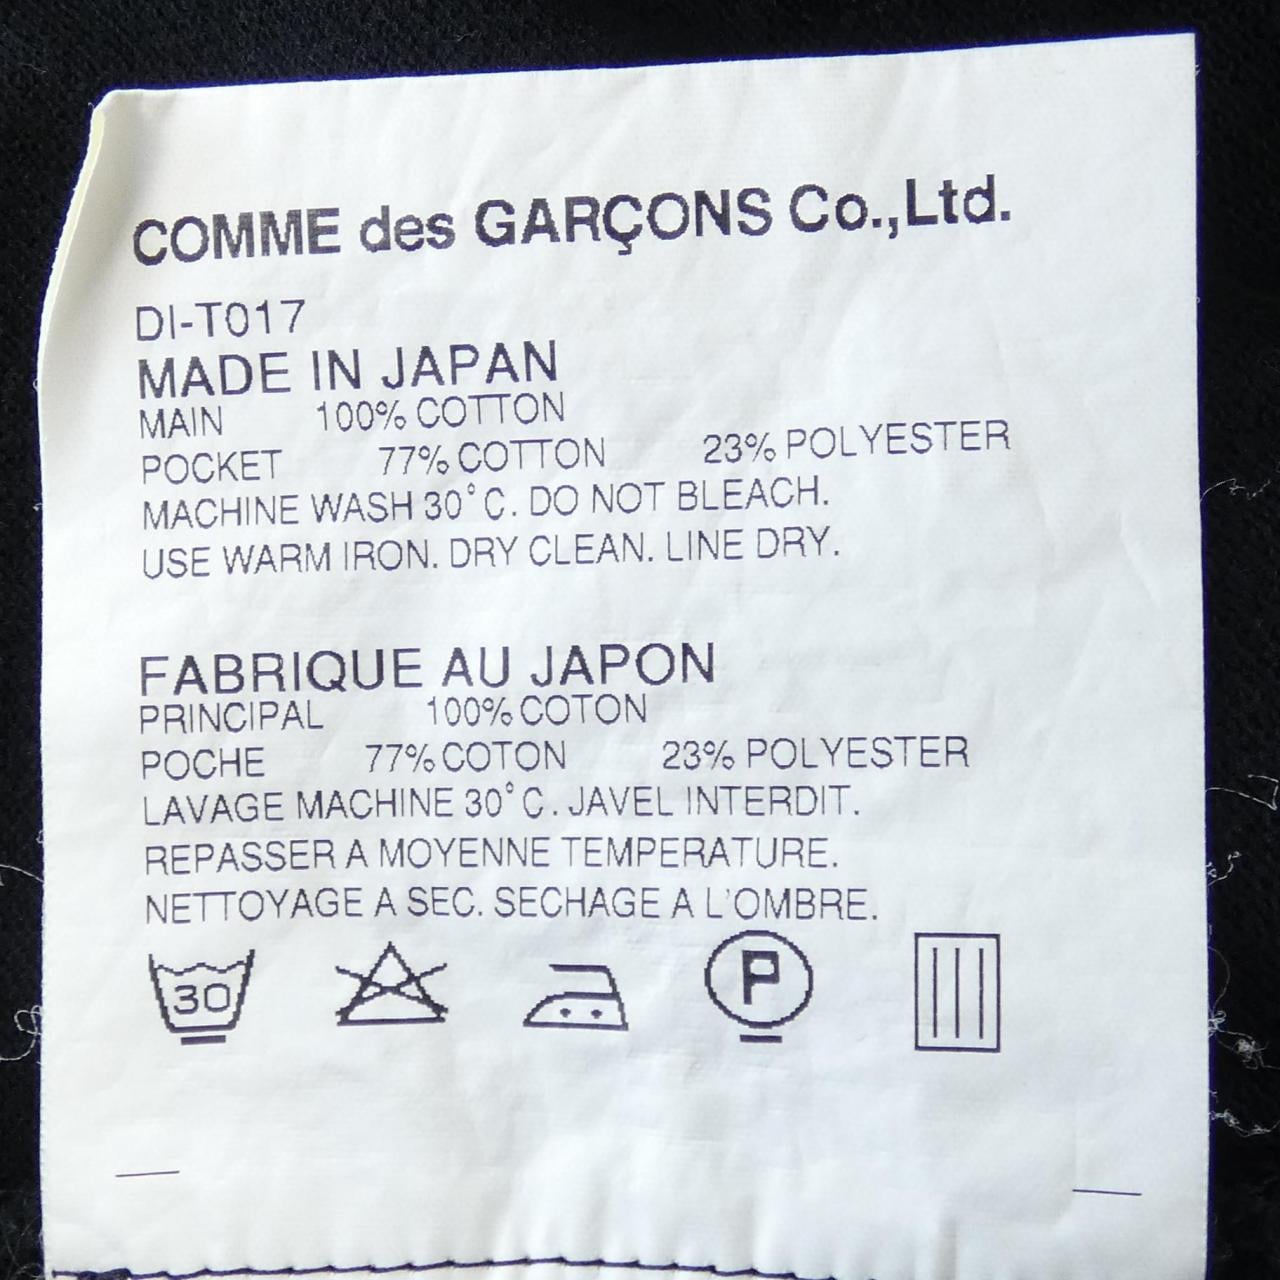 COMME des GARÇONS Co.,Ltd.
DI-T017
MADE IN JAPAN
MAIN 100% COTTON
POCKET 77% COTTON 23% POLYESTER
MACHINE WASH 30°C. DO NOT BLEACH.
USE WARM IRON. DRY CLEAN. LINE DRY.
FABRIQUE AU JAPON
PRINCIPAL 100% COTON
POCHE 77% COTON 23% POLYESTER
LAVAGE MACHINE 30°C. JAVEL INTERDIT.
REPASSER A MOYENNE TEMPERATURE.
NETTOYAGE A SEC. SECHAGE A L'OMBRE.
30 P